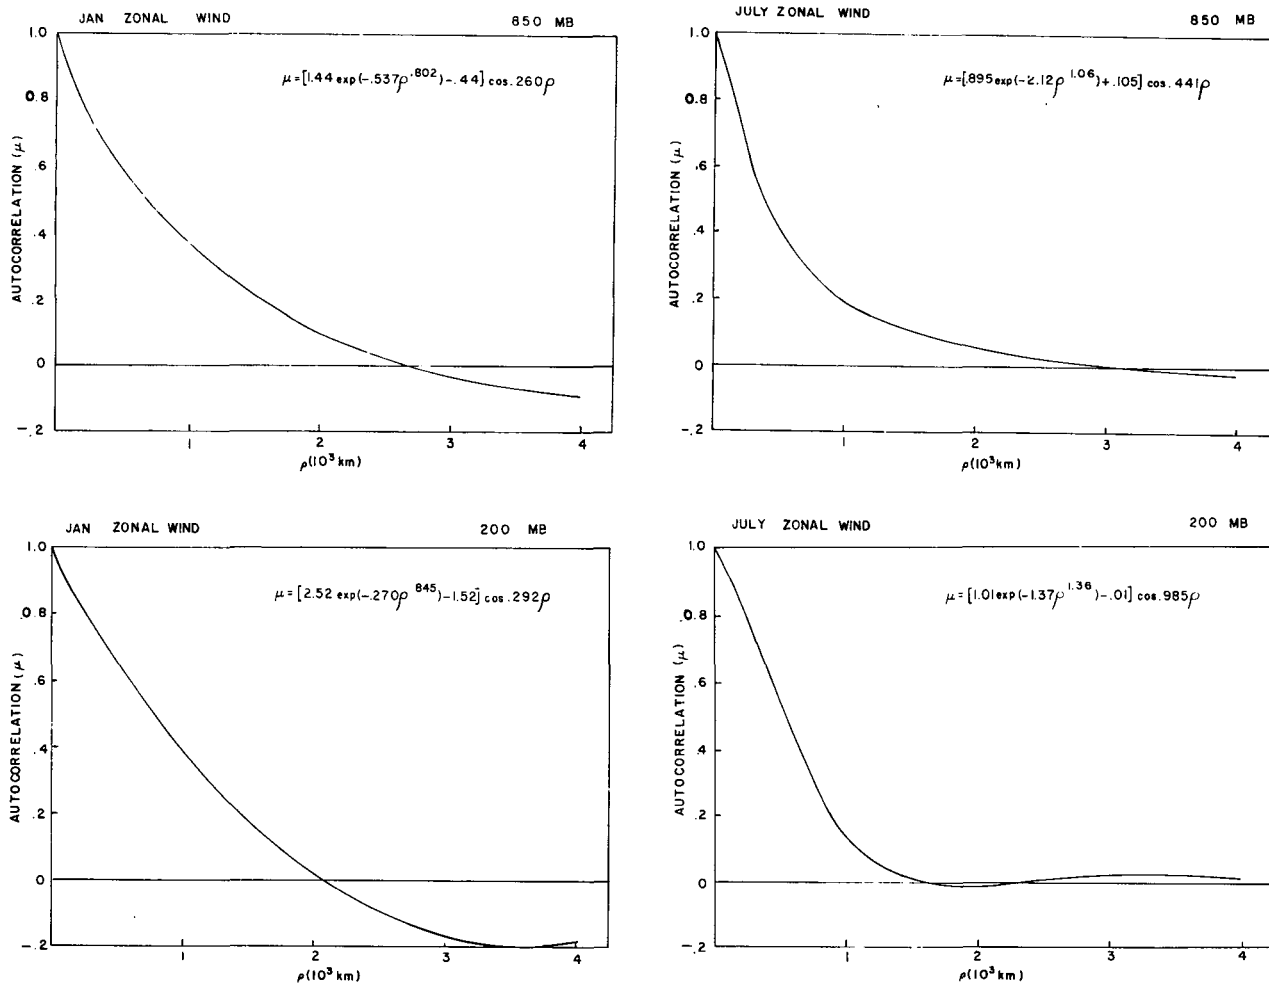 JAN ZONAL WIND 850 MB
μ=[1.44 exp(-.537ρ^.802)-.44] cos.260ρ
1.0
0.8
.6
.4
.2
0
-.2
AUTOCORRELATION (μ)
1 2 3 4
ρ(10³km)
JULY ZONAL WIND 850 MB
μ=[.895 exp(-2.12ρ^1.06)+.105] cos.441ρ
1.0
0.8
.6
.4
.2
0
-.2
AUTOCORRELATION (μ)
1 2 3 4
ρ(10³km)
JAN ZONAL WIND 200 MB
μ=[2.52 exp(-.270ρ^.845)-1.52] cos.292ρ
1.0
0.8
.6
.4
.2
0
-.2
AUTOCORRELATION (μ)
1 2 3 4
ρ(10³km)
JULY ZONAL WIND 200 MB
μ=[1.01 exp(-1.37ρ^1.36)-.01] cos.985ρ
1.0
0.8
.6
.4
.2
0
-.2
AUTOCORRELATION (μ)
1 2 3 4
ρ(10³km)